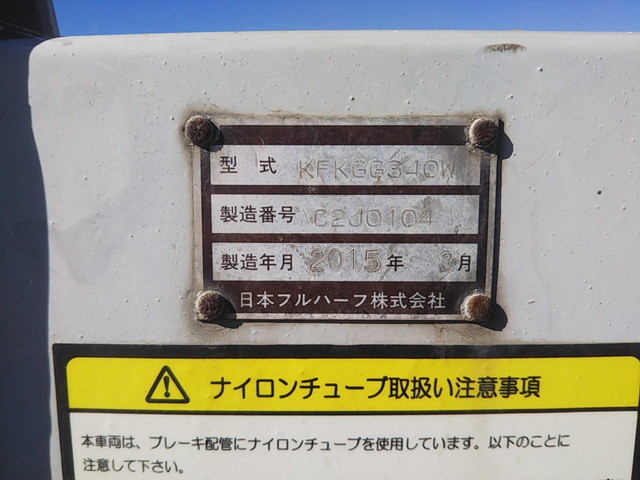 型式 KFKGG340W
製造番号 C2J0104
製造年月 2015年 3月
日本フルハーフ株式会社
ナイロンチューブ取扱い注意事項
本車両は、ブレーキ配管にナイロンチューブを使用しています。以下のことに
注意して下さい。